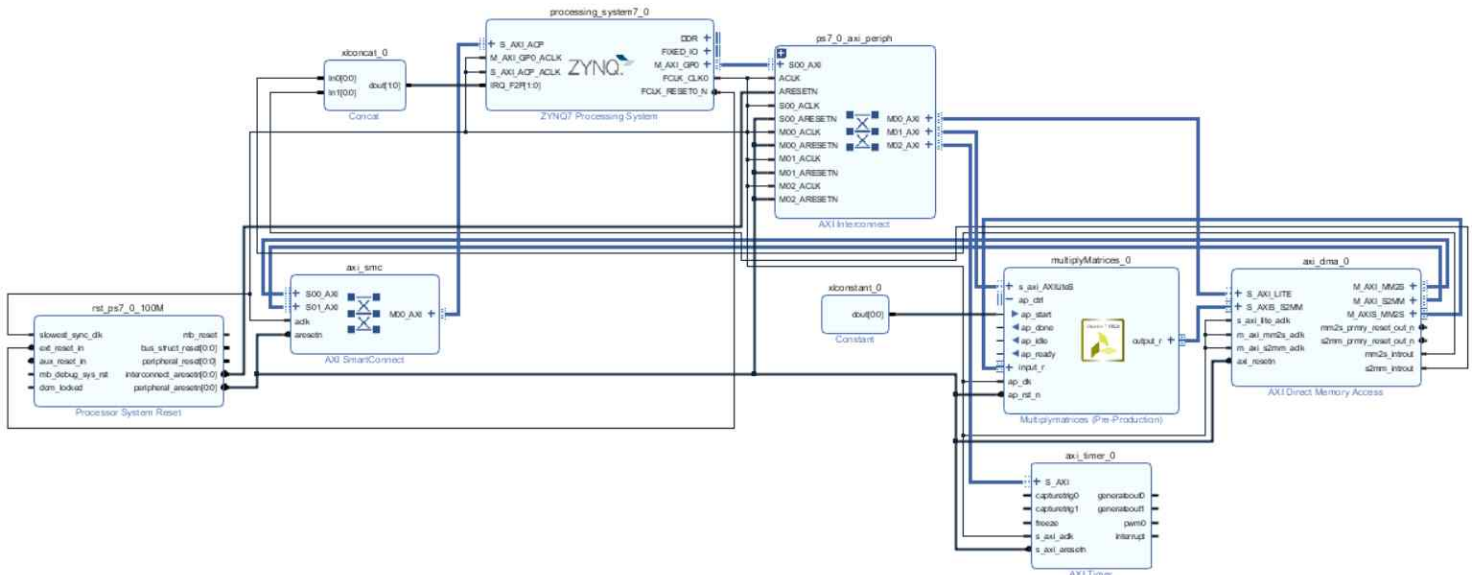 processing_system7_0
S_AXI_ACP
M_AXI_GP0_ACLK
S_AXI_ACP_ACLK
IRQ_F2P[1:0]
ZYNQ
DDR
FIXED_IO
M_AXI_GP0
FCLK_CLK0
FCLK_RESET0_N
ZYNQ7 Processing System
xlconcat_0
In0[0:0]
In1[0:0]
dout[1:0]
Concat
ps7_0_axi_periph
S00_AXI
ACLK
ARESETN
S00_ACLK
S00_ARESETN
M00_ACLK
M00_ARESETN
M01_ACLK
M01_ARESETN
M02_ACLK
M02_ARESETN
M00_AXI
M01_AXI
M02_AXI
AXI Interconnect
axi_smc
S00_AXI
S01_AXI
aclk
aresetn
M00_AXI
AXI SmartConnect
rst_ps7_0_100M
slowest_sync_clk
ext_reset_in
aux_reset_in
mb_debug_sys_rst
dcm_locked
mb_reset
bus_struct_reset[0:0]
peripheral_reset[0:0]
interconnect_aresetn[0:0]
peripheral_aresetn[0:0]
Processor System Reset
xlconstant_0
dout[0:0]
Constant
multiplyMatrices_0
s_axi_AXILiteS
ap_ctrl
ap_start
ap_done
ap_idle
ap_ready
input_r
ap_clk
ap_rst_n
output_r
Multiplymatrices (Pre-Production)
axi_dma_0
S_AXI_LITE
S_AXIS_S2MM
s_axi_lite_aclk
m_axi_mm2s_aclk
m_axi_s2mm_aclk
axi_resetn
M_AXI_MM2S
M_AXI_S2MM
M_AXIS_MM2S
mm2s_prmry_reset_out_n
s2mm_prmry_reset_out_n
mm2s_introut
s2mm_introut
AXI Direct Memory Access
axi_timer_0
S_AXI
capturetrig0
capturetrig1
freeze
s_axi_aclk
s_axi_aresetn
generateout0
generateout1
pwm0
interrupt
AXI Timer